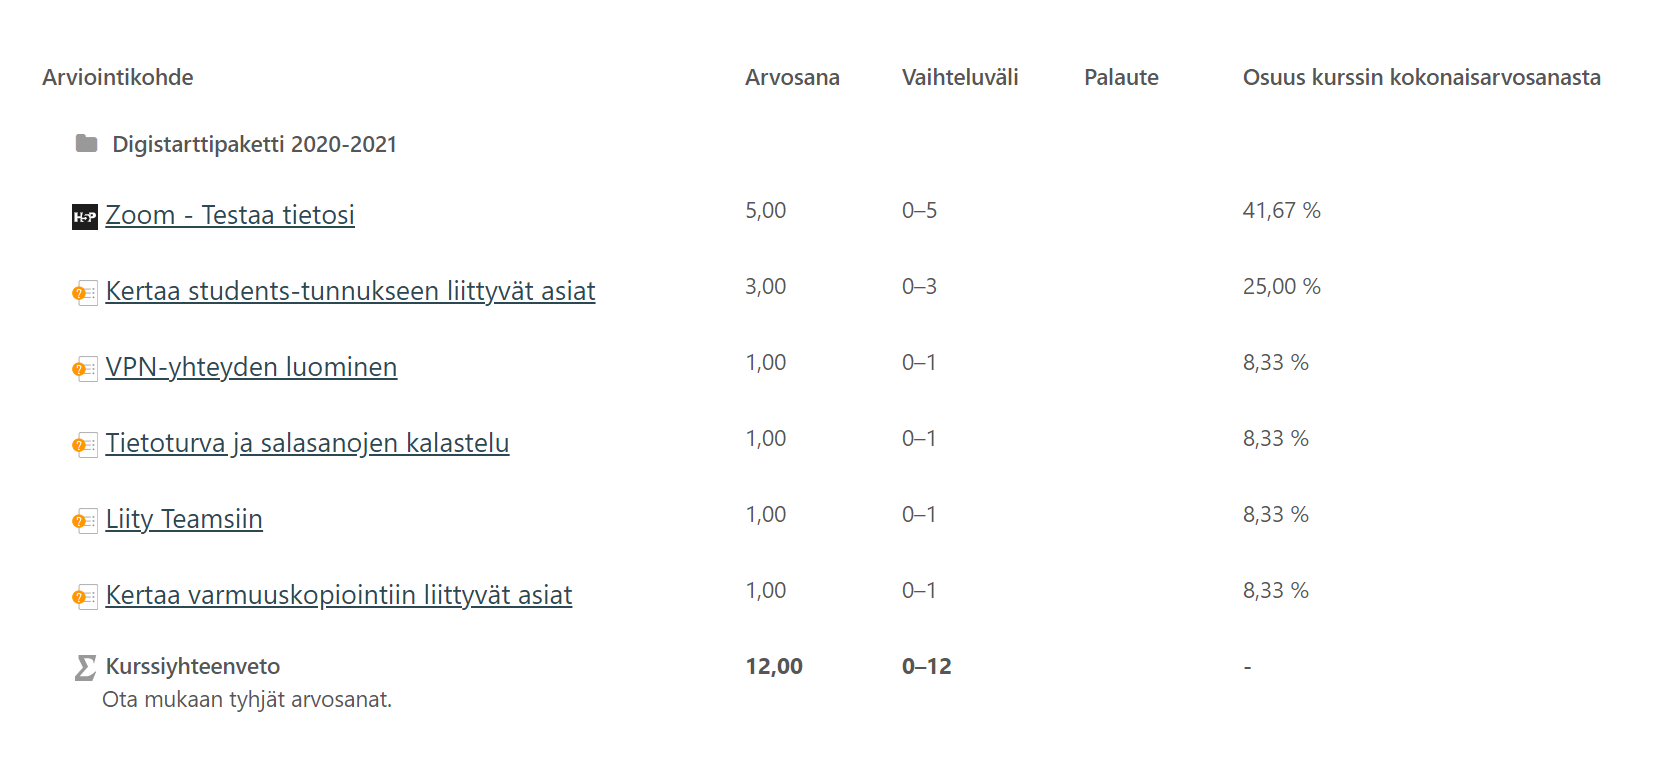 Arviointikohde Arvosana Vaihteluväli Palaute Osuus kurssin kokonaisarvosanasta
Digistarttipaketti 2020-2021
H5P Zoom - Testaa tietosi 5,00 0–5 41,67 %
? Kertaa students-tunnukseen liittyvät asiat 3,00 0–3 25,00 %
? VPN-yhteyden luominen 1,00 0–1 8,33 %
? Tietoturva ja salasanojen kalastelu 1,00 0–1 8,33 %
? Liity Teamsiin 1,00 0–1 8,33 %
? Kertaa varmuuskopiointiin liittyvät asiat 1,00 0–1 8,33 %
Σ Kurssiyhteenveto 12,00 0–12 -
Ota mukaan tyhjät arvosanat.